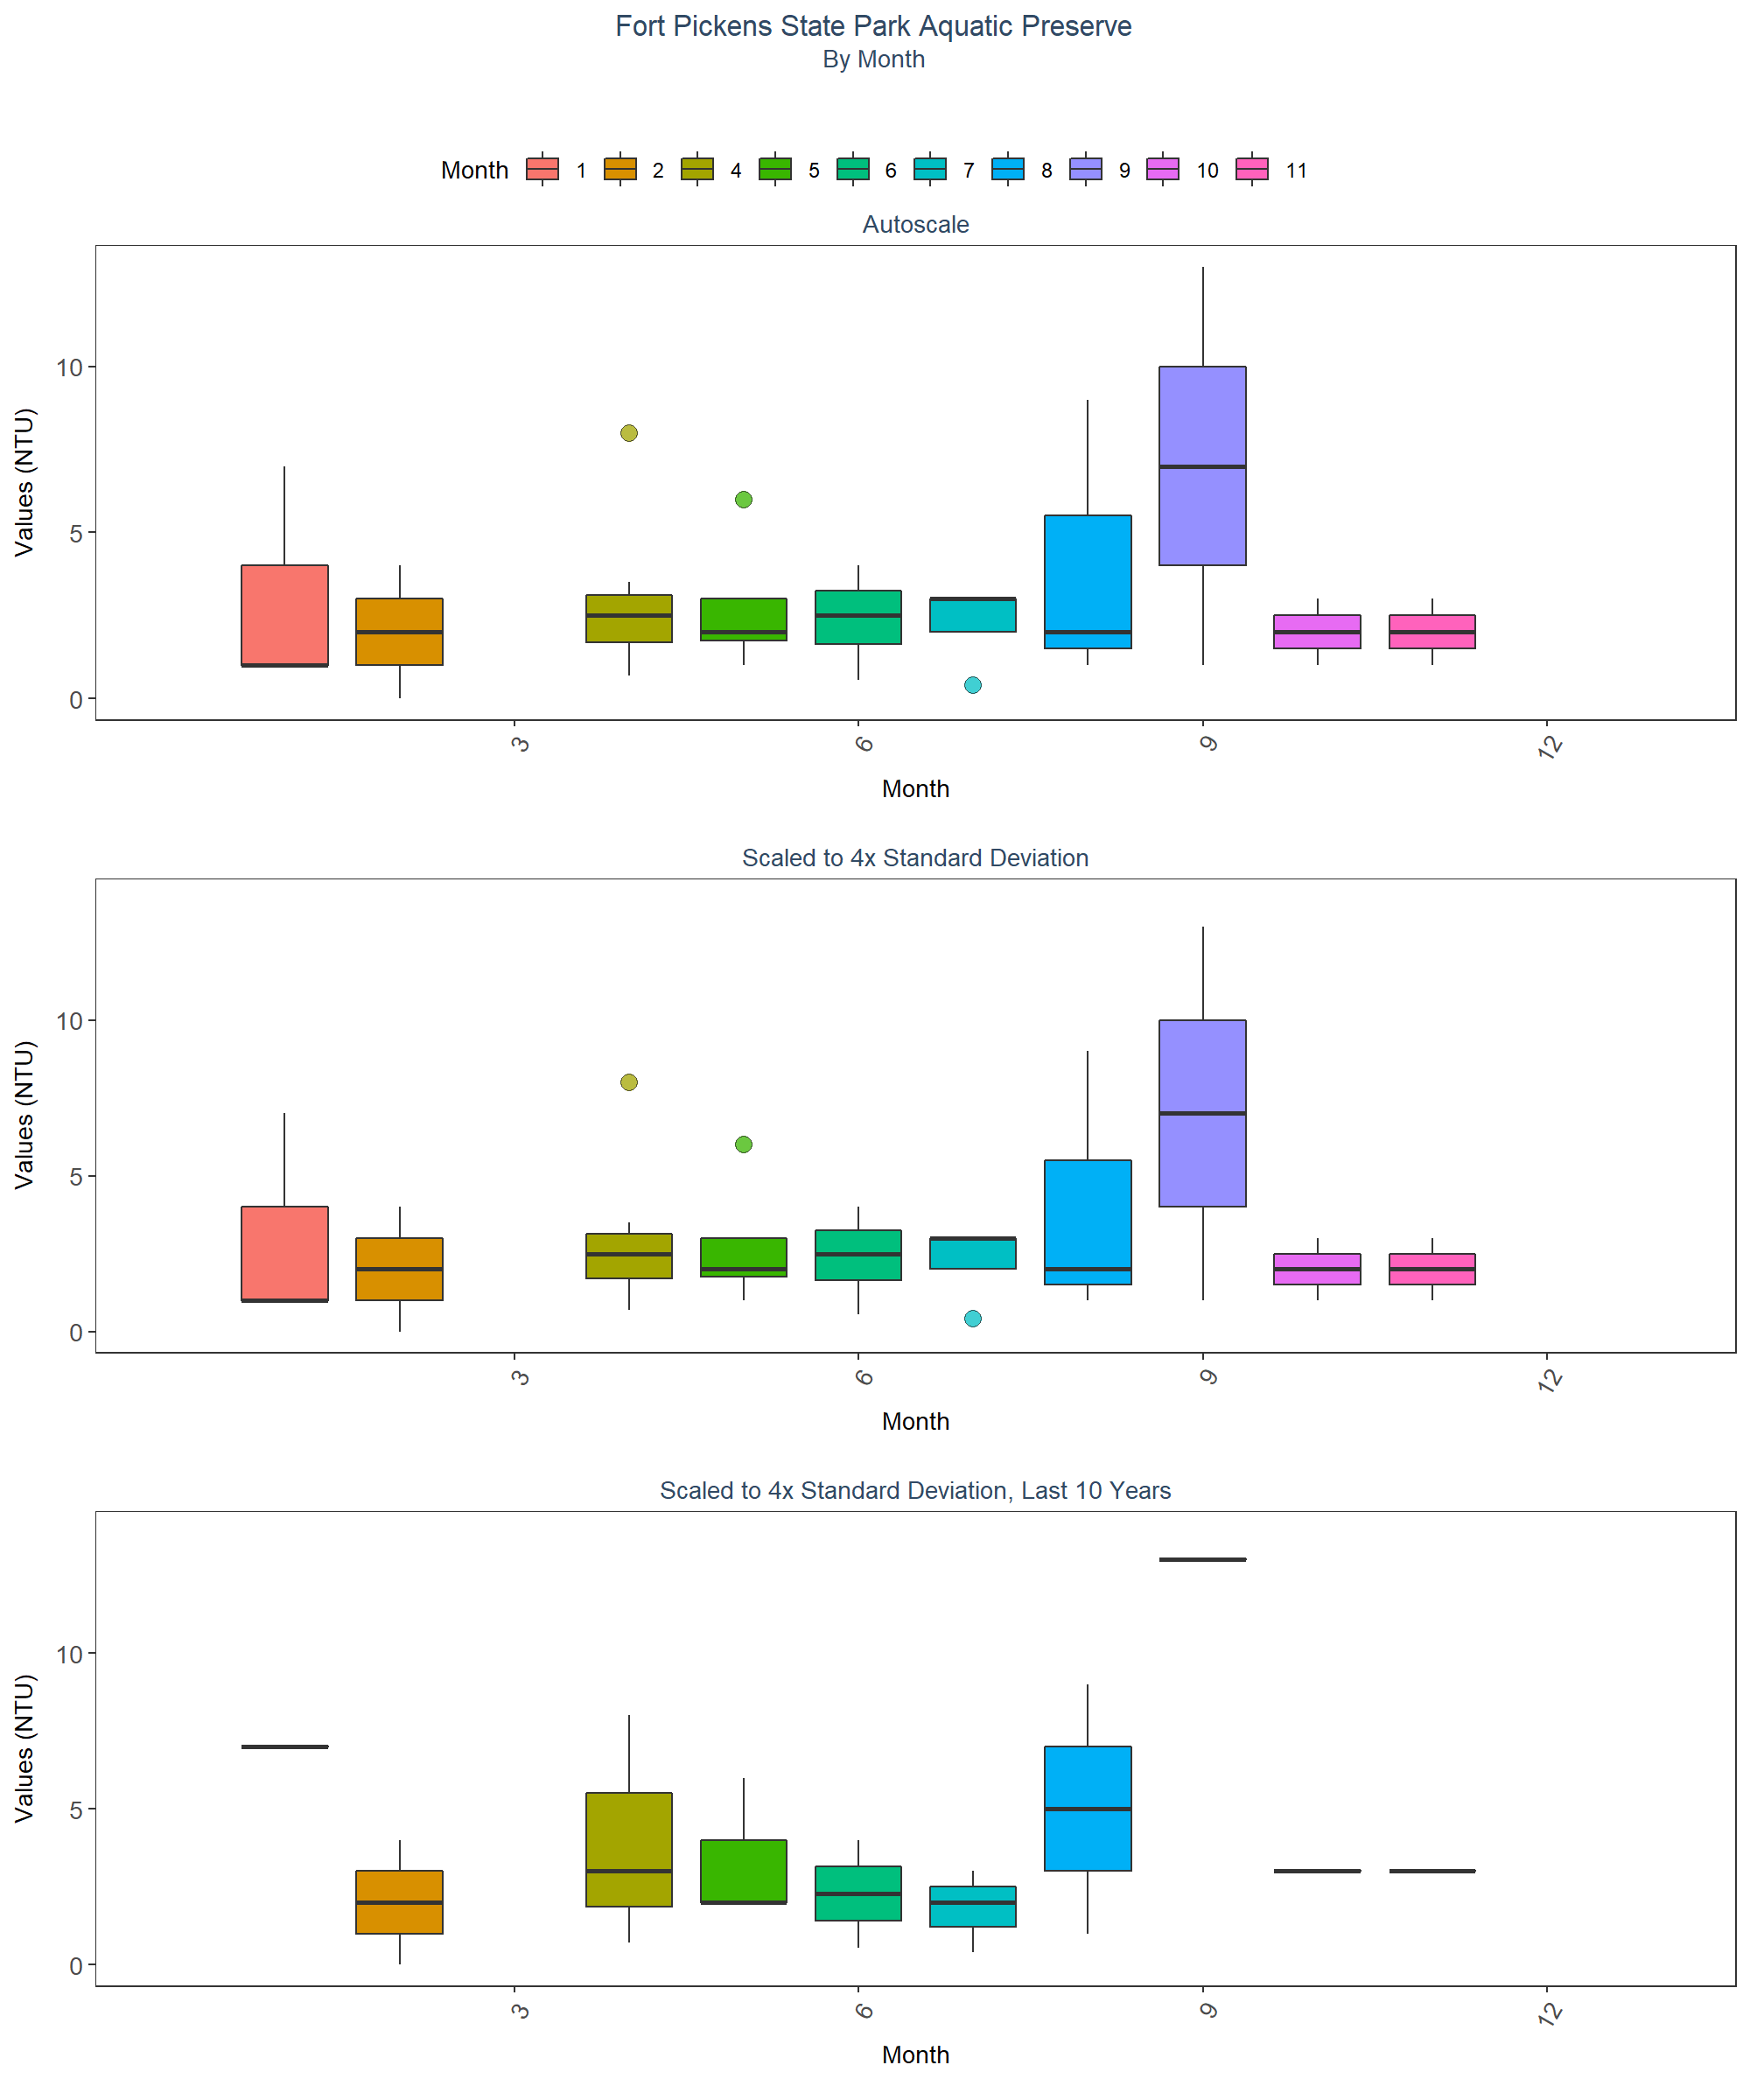 Fort Pickens State Park Aquatic Preserve
By Month
Month 1 2 4 5 6 7 8 9 10 11
Autoscale
Values (NTU)
10
5
0
3 6 9 12
Month
Scaled to 4x Standard Deviation
Values (NTU)
10
5
0
3 6 9 12
Month
Scaled to 4x Standard Deviation, Last 10 Years
Values (NTU)
10
5
0
3 6 9 12
Month